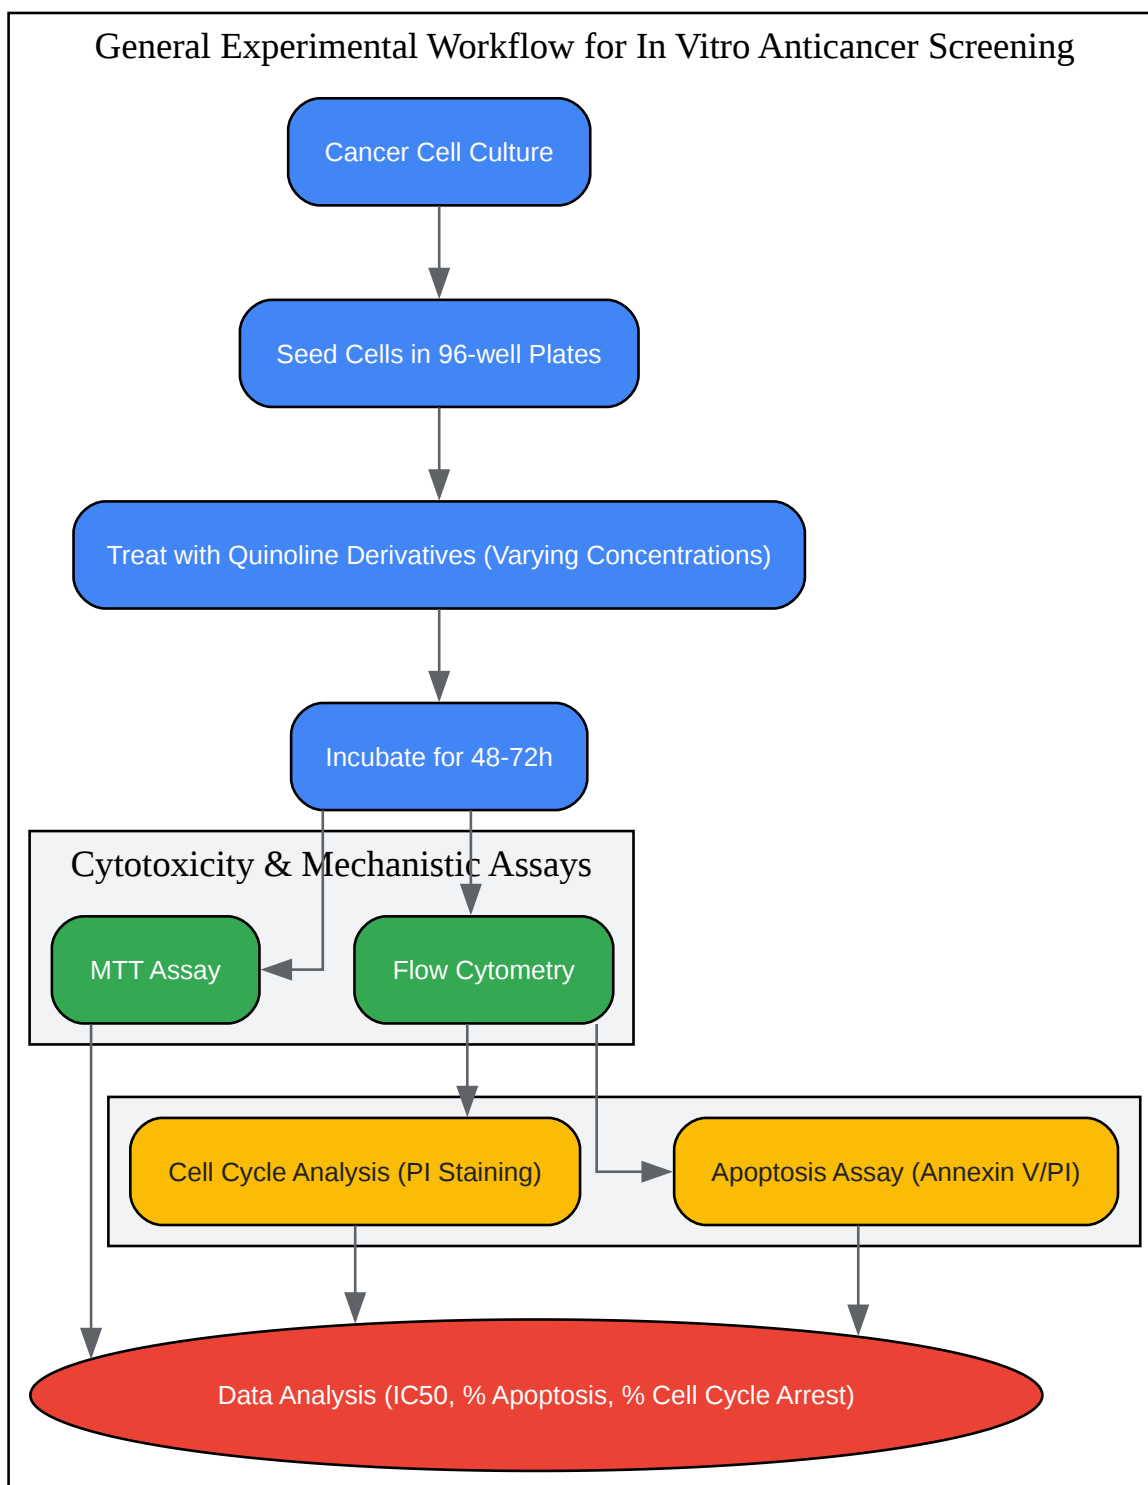 General Experimental Workflow for In Vitro Anticancer Screening
Cancer Cell Culture
Seed Cells in 96-well Plates
Treat with Quinoline Derivatives (Varying Concentrations)
Incubate for 48-72h
Cytotoxicity & Mechanistic Assays
MTT Assay
Flow Cytometry
Cell Cycle Analysis (PI Staining)
Apoptosis Assay (Annexin V/PI)
Data Analysis (IC50, % Apoptosis, % Cell Cycle Arrest)